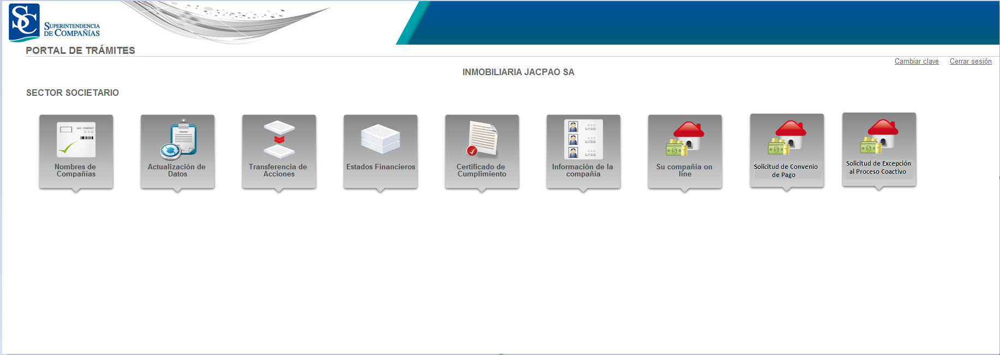 SC
SUPERINTENDENCIA
DE COMPAÑÍAS
PORTAL DE TRÁMITES
Cambiar clave Cerrar sesión
INMOBILIARIA JACPAO SA
SECTOR SOCIETARIO
ASA COMPANY
Nombres de
Compañías
Actualización de
Datos
Transferencia de
Acciones
Estados Financieros
Certificado de
Cumplimiento
Información de la
compañía
Su compañía on
line
Solicitud de Convenio
de Pago
Solicitud de Excepción
al Proceso Coactivo